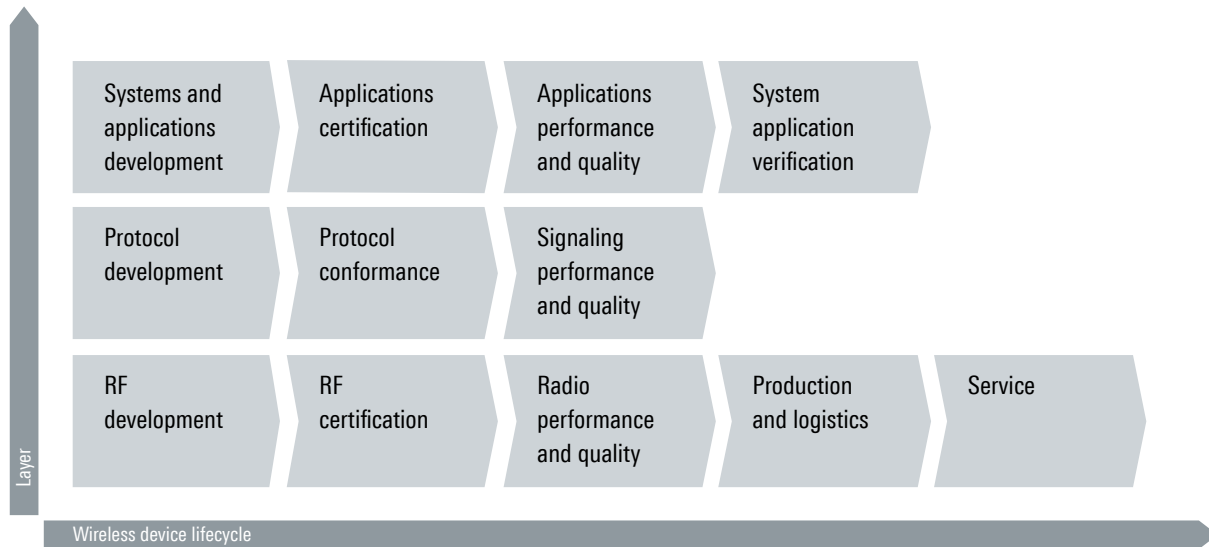 Systems and
applications
development
Applications
certification
Applications
performance
and quality
System
application
verification
Protocol
development
Protocol
conformance
Signaling
performance
and quality
RF
development
RF
certification
Radio
performance
and quality
Production
and logistics
Service
Layer
Wireless device lifecycle